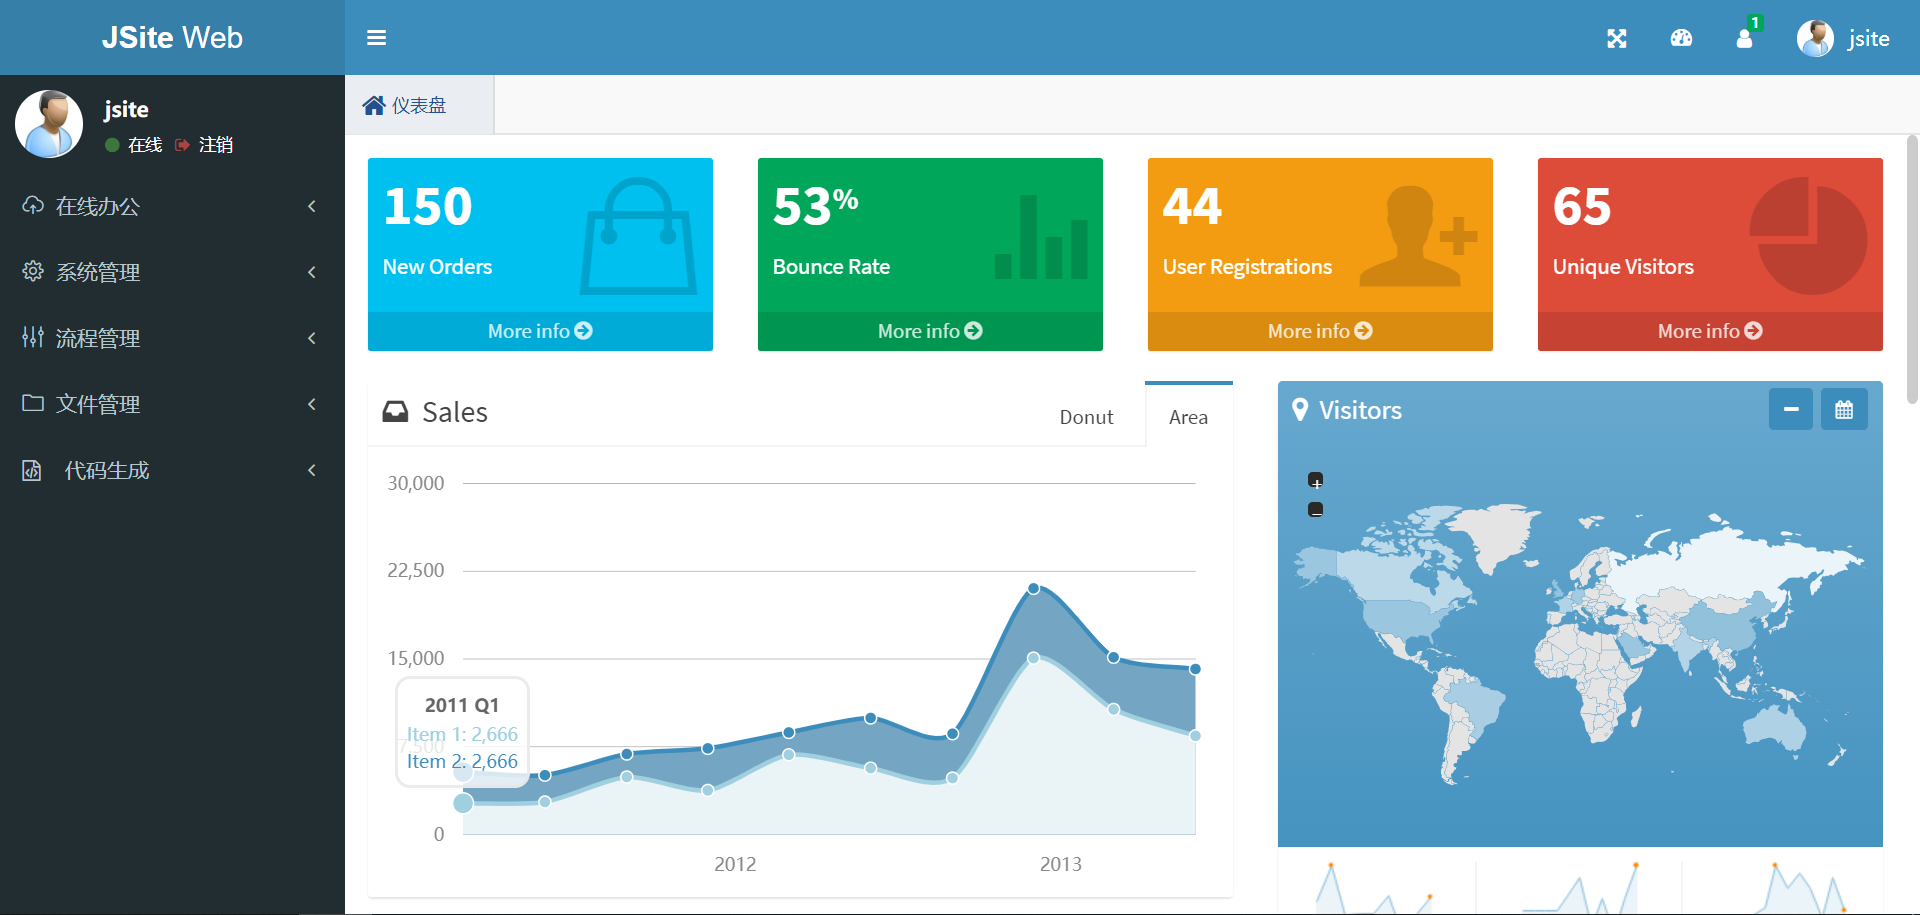 JSite Web
1
jsite
jsite
在线 注销
在线办公
系统管理
流程管理
文件管理
代码生成
仪表盘
150
New Orders
More info
53%
Bounce Rate
More info
44
User Registrations
More info
65
Unique Visitors
More info
Sales
Donut
Area
30,000
22,500
15,000
7,500
0
2011 Q1
Item 1: 2,666
Item 2: 2,666
2012
2013
Visitors
+
−